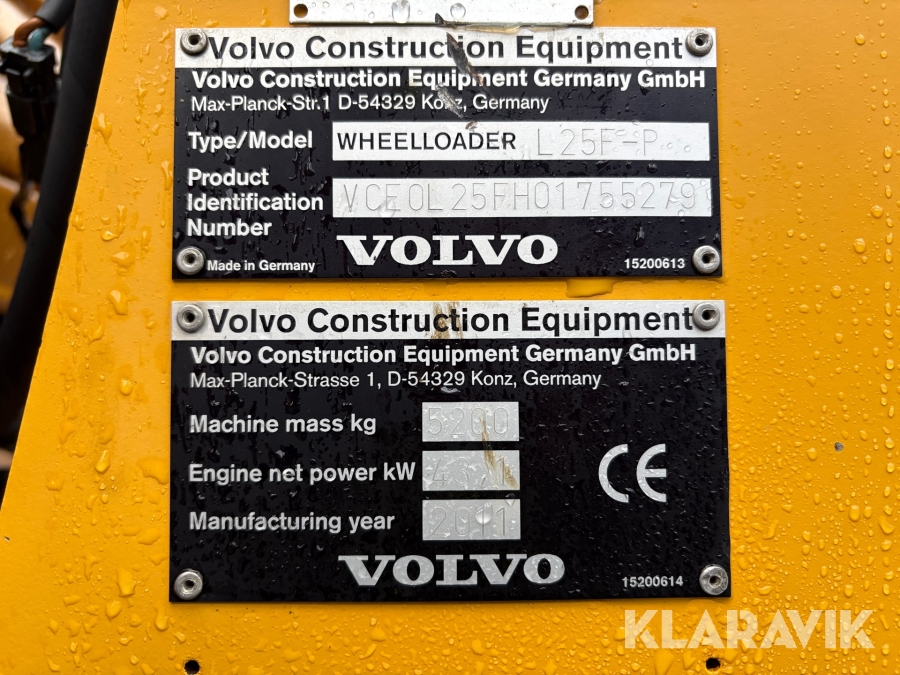 Volvo Construction Equipment
Volvo Construction Equipment Germany GmbH
Max-Planck-Str.1 D-54329 Konz, Germany
Type/Model WHEELLOADER L25F-P
Product
Identification VCE0L25FH01755279
Number
VOLVO
Made in Germany
15200613
Volvo Construction Equipment
Volvo Construction Equipment Germany GmbH
Max-Planck-Strasse 1, D-54329 Konz, Germany
Machine mass kg 5200
Engine net power kW
CE
Manufacturing year 2011
VOLVO
15200614
KLARAVIK